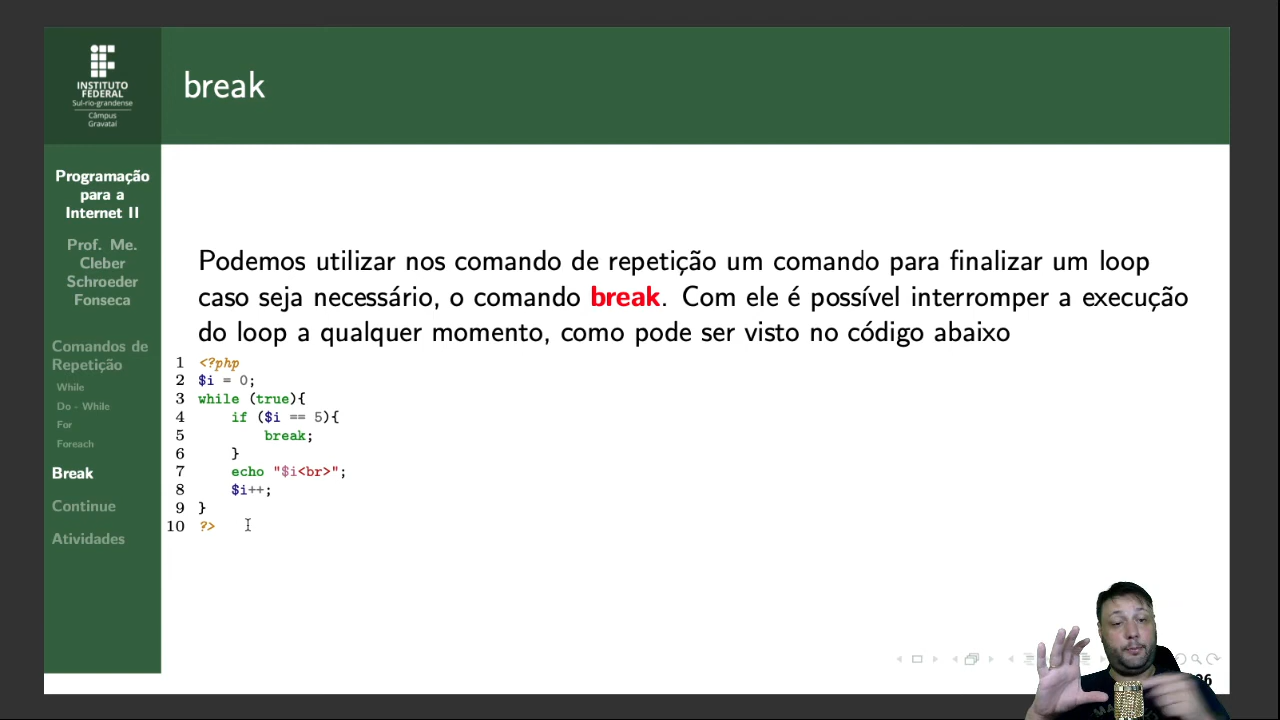 INSTITUTO
FEDERAL
Sul-rio-grandense
Câmpus
Gravataí
break
Programação
para a
Internet II
Prof. Me.
Cleber
Schroeder
Fonseca
Comandos de
Repetição
While
Do - While
For
Foreach
Break
Continue
Atividades
Podemos utilizar nos comando de repetição um comando para finalizar um loop
caso seja necessário, o comando break. Com ele é possível interromper a execução
do loop a qualquer momento, como pode ser visto no código abaixo
1 <?php
2 $i = 0;
3 while (true){
4 if ($i == 5){
5 break;
6 }
7 echo "$i<br>";
8 $i++;
9 }
10 ?>